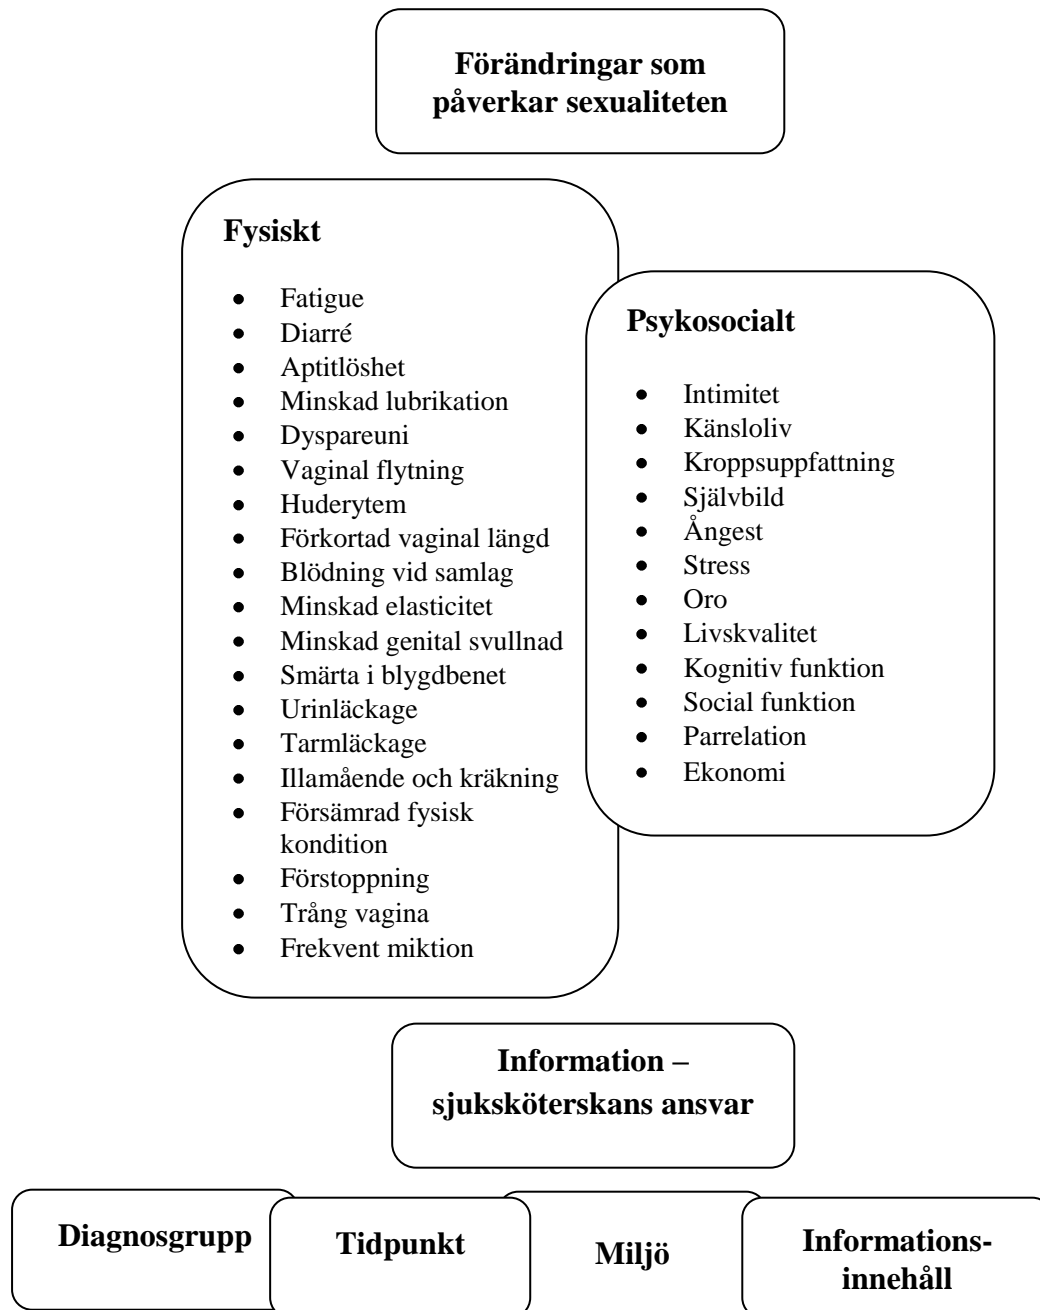 Förändringar som
påverkar sexualiteten
Fysiskt
• Fatigue
• Diarré
• Aptitlöshet
• Minskad lubrikation
• Dyspareuni
• Vaginal flytning
• Huderytem
• Förkortad vaginal längd
• Blödning vid samlag
• Minskad elasticitet
• Minskad genital svullnad
• Smärta i blygdbenet
• Urinläckage
• Tarmläckage
• Illamående och kräkning
• Försämrad fysisk
kondition
• Förstoppning
• Trång vagina
• Frekvent miktion
Psykosocialt
• Intimitet
• Känsloliv
• Kroppsuppfattning
• Självbild
• Ångest
• Stress
• Oro
• Livskvalitet
• Kognitiv funktion
• Social funktion
• Parrelation
• Ekonomi
Information –
sjuksköterskans ansvar
Diagnosgrupp
Tidpunkt
Miljö
Informations-
innehåll